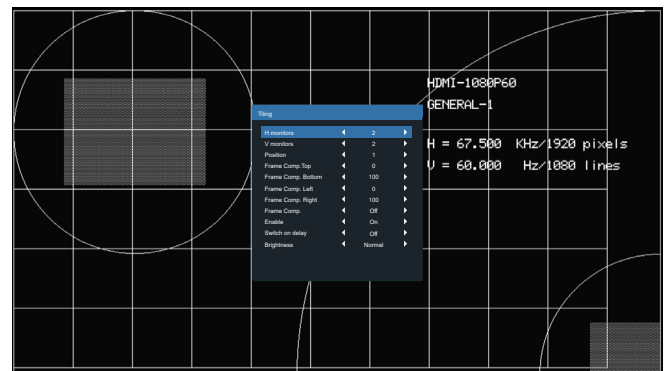 HDMI-1080P60
GENERAL-1
H = 67.500 KHz/1920 pixels
V = 60.000 Hz/1080 lines
Tiling
H monitors 2
V monitors 2
Position 1
Frame Comp.Top 0
Frame Comp. Bottom 100
Frame Comp. Left 0
Frame Comp. Right 100
Frame Comp. Off
Enable On
Switch on delay Off
Brightness Normal